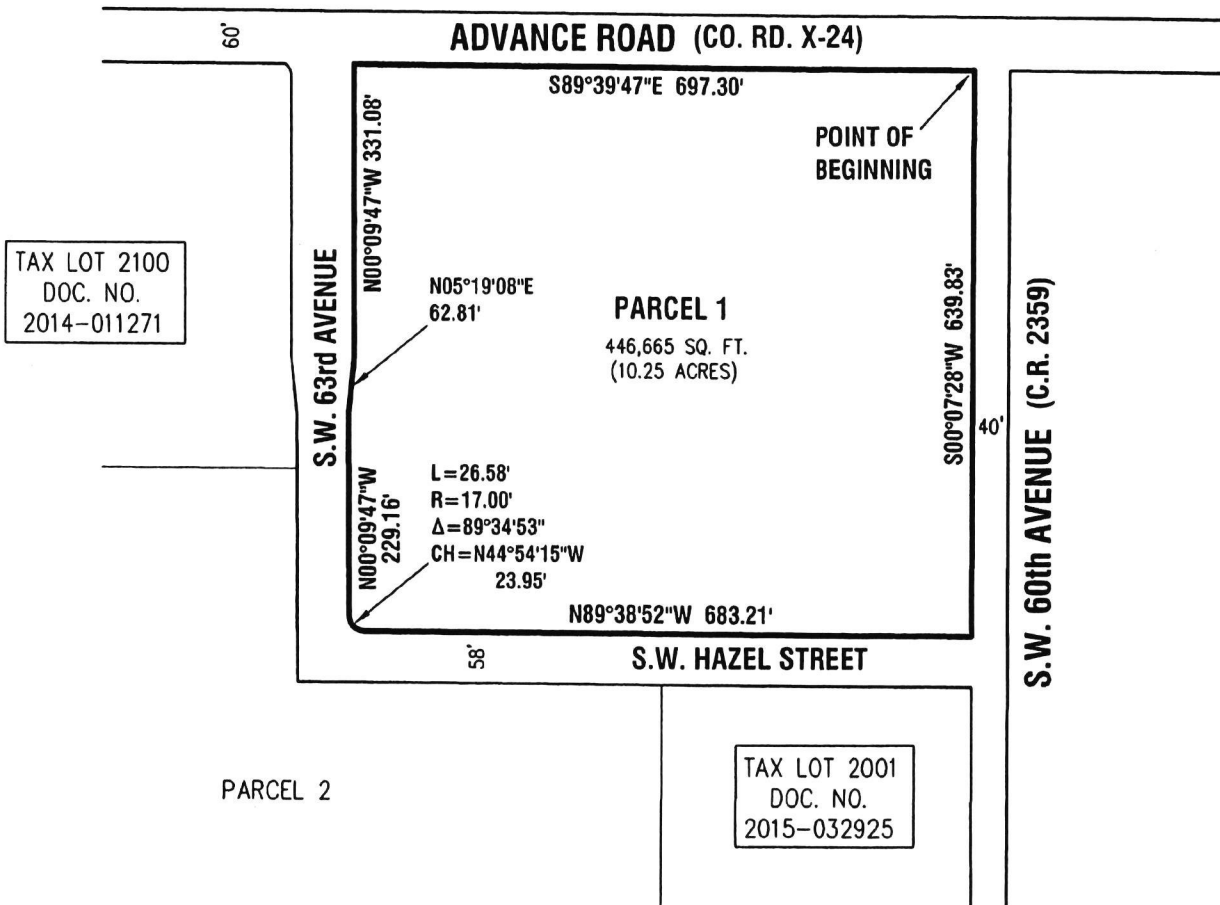 60'
ADVANCE ROAD (CO. RD. X-24)
S89°39'47"E 697.30'
POINT OF
BEGINNING
N00°09'47"W 331.08'
TAX LOT 2100
DOC. NO.
2014-011271
S.W. 63rd AVENUE
N05°19'08"E
62.81'
PARCEL 1
446,665 SQ. FT.
(10.25 ACRES)
S00°07'28"W 639.83'
40'
S.W. 60th AVENUE (C.R. 2359)
N00°09'47"W
229.16'
L=26.58'
R=17.00'
Δ=89°34'53"
CH=N44°54'15"W
23.95'
N89°38'52"W 683.21'
58'
S.W. HAZEL STREET
PARCEL 2
TAX LOT 2001
DOC. NO.
2015-032925